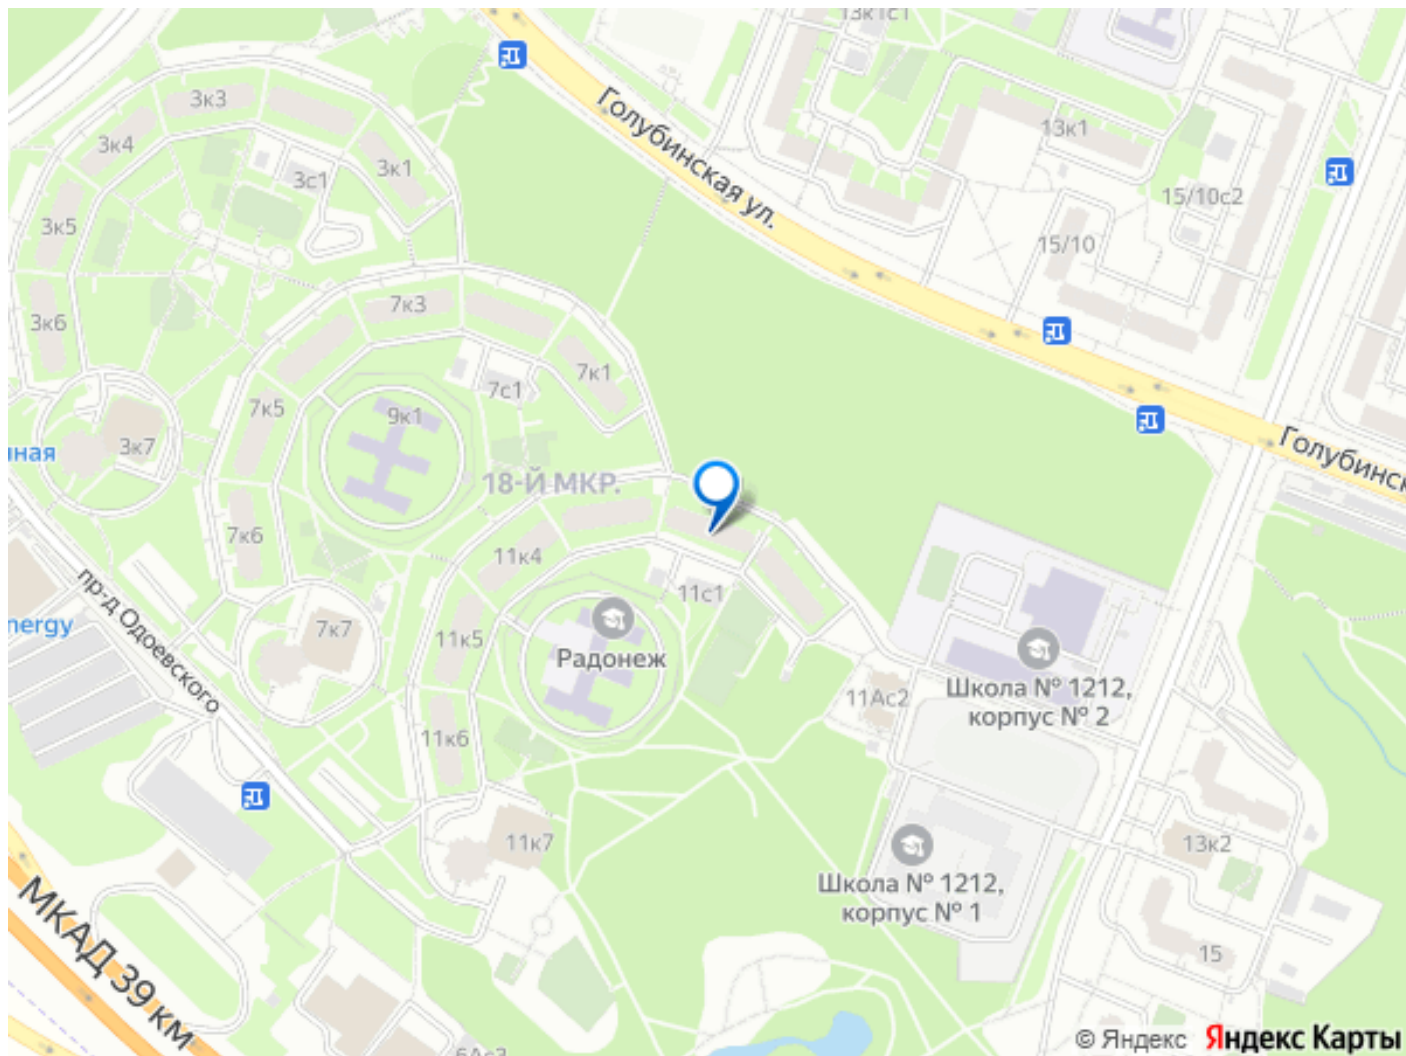 13к1с1
3к3
Голубинская ул.
13к1
3к4
3к1
3с1
15/10с2
3к5
15/10
7к3
3к6
7к1
7с1
7к5
9к1
3к7
Голубинск
нная
18-Й МКР.
7к6
11к4
пр-д Одоевского
11с1
nergy
7к7
11к5
Радонеж
Школа № 1212,
корпус № 2
11Ас2
11к6
11к7
13к2
Школа № 1212,
корпус № 1
МКАД 39 км
15
6Ас3
© Яндекс Яндекс Карты